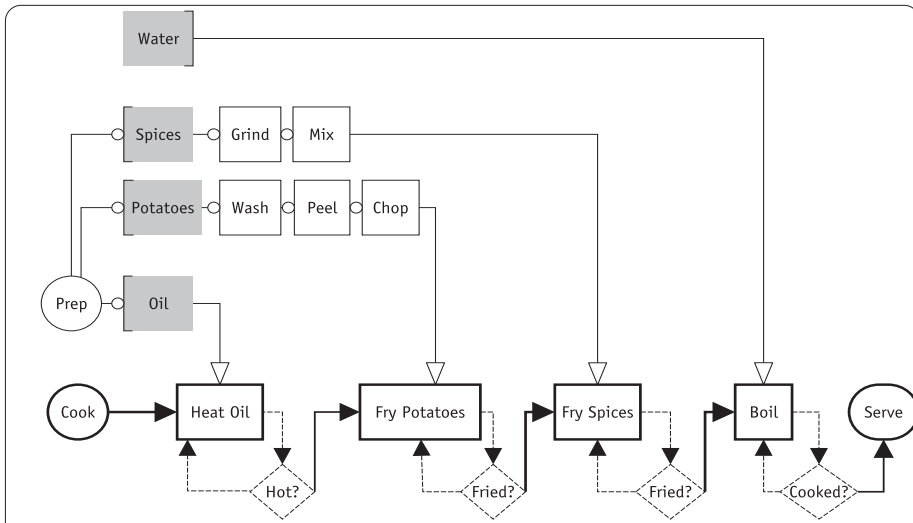 Water
Spices
Grind
Mix
Potatoes
Wash
Peel
Chop
Prep
Oil
Cook
Heat Oil
Fry Potatoes
Fry Spices
Boil
Serve
Hot?
Fried?
Fried?
Cooked?